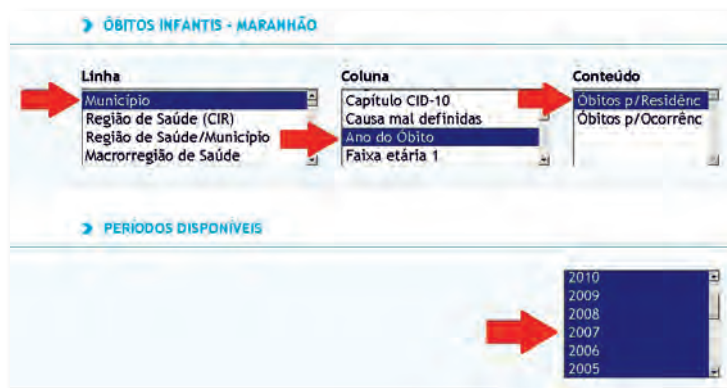 ÓBITOS INFANTIS - MARANHÃO
Linha
Município
Região de Saúde (CIR)
Região de Saúde/Município
Macrorregião de Saúde
Coluna
Capítulo CID-10
Causa mal definidas
Ano do Óbito
Faixa etária 1
Conteúdo
Óbitos p/Residênc
Óbitos p/Ocorrênc
PERÍODOS DISPONÍVEIS
2010
2009
2008
2007
2006
2005